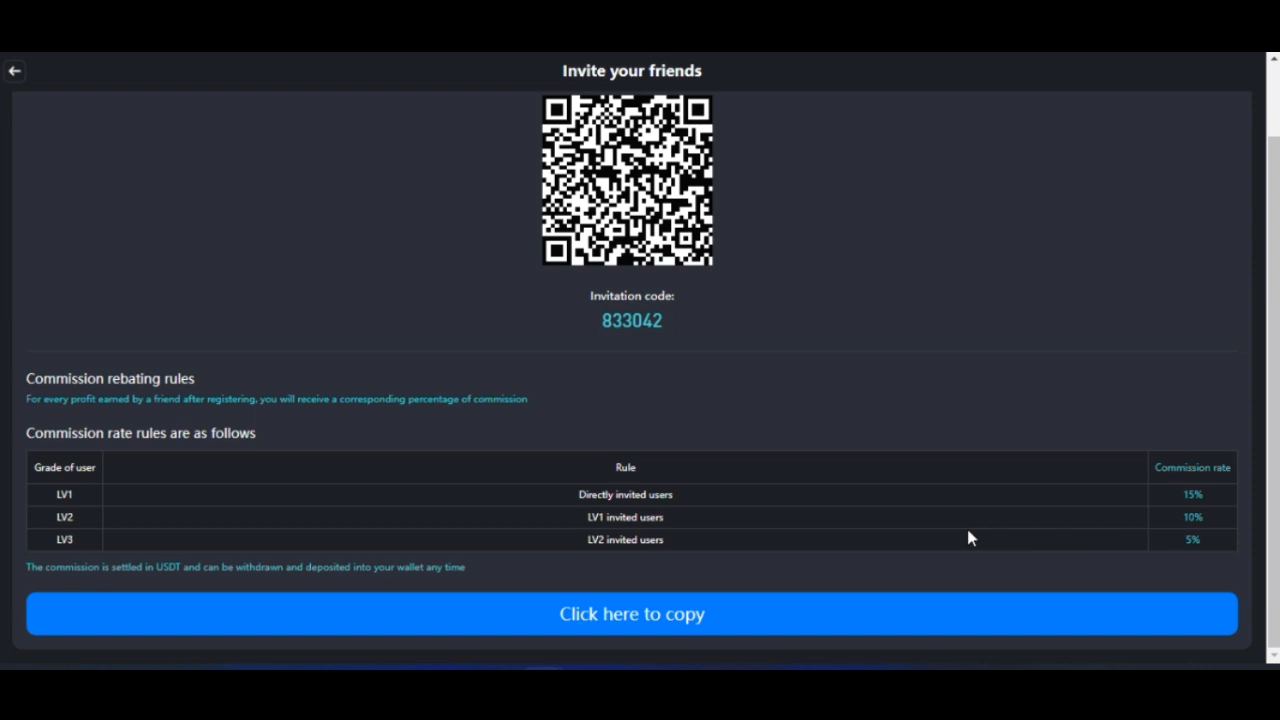 Invite your friends
Invitation code:
833042
Commission rebating rules
For every profit earned by a friend after registering, you will receive a corresponding percentage of commission
Commission rate rules are as follows
Grade of user Rule Commission rate
LV1 Directly invited users 15%
LV2 LV1 invited users 10%
LV3 LV2 invited users 5%
The commission is settled in USDT and can be withdrawn and deposited into your wallet any time
Click here to copy